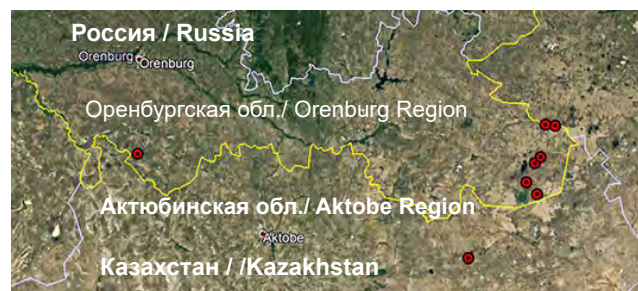 Россия / Russia
Orenburg Orenburg
Оренбургская обл./ Orenburg Region
Актюбинская обл./ Aktobe Region
Aktobe
Казахстан / /Kazakhstan